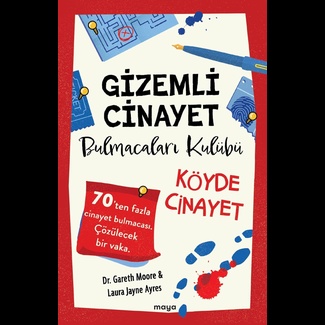 GİZEMLİ
CİNAYET
Bulmacaları Kulübü
KÖYDE
CİNAYET
70'ten fazla
cinayet bulmacası.
Çözülecek
bir vaka.
Dr. Gareth Moore &
Laura Jayne Ayres
maya